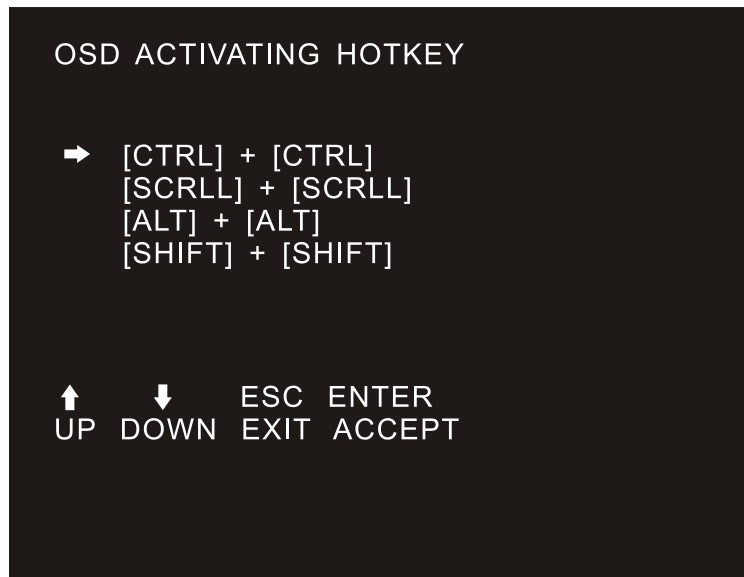 OSD ACTIVATING HOTKEY
➡ [CTRL] + [CTRL]
[SCRLL] + [SCRLL]
[ALT] + [ALT]
[SHIFT] + [SHIFT]
⬆ ⬇ ESC ENTER
UP DOWN EXIT ACCEPT